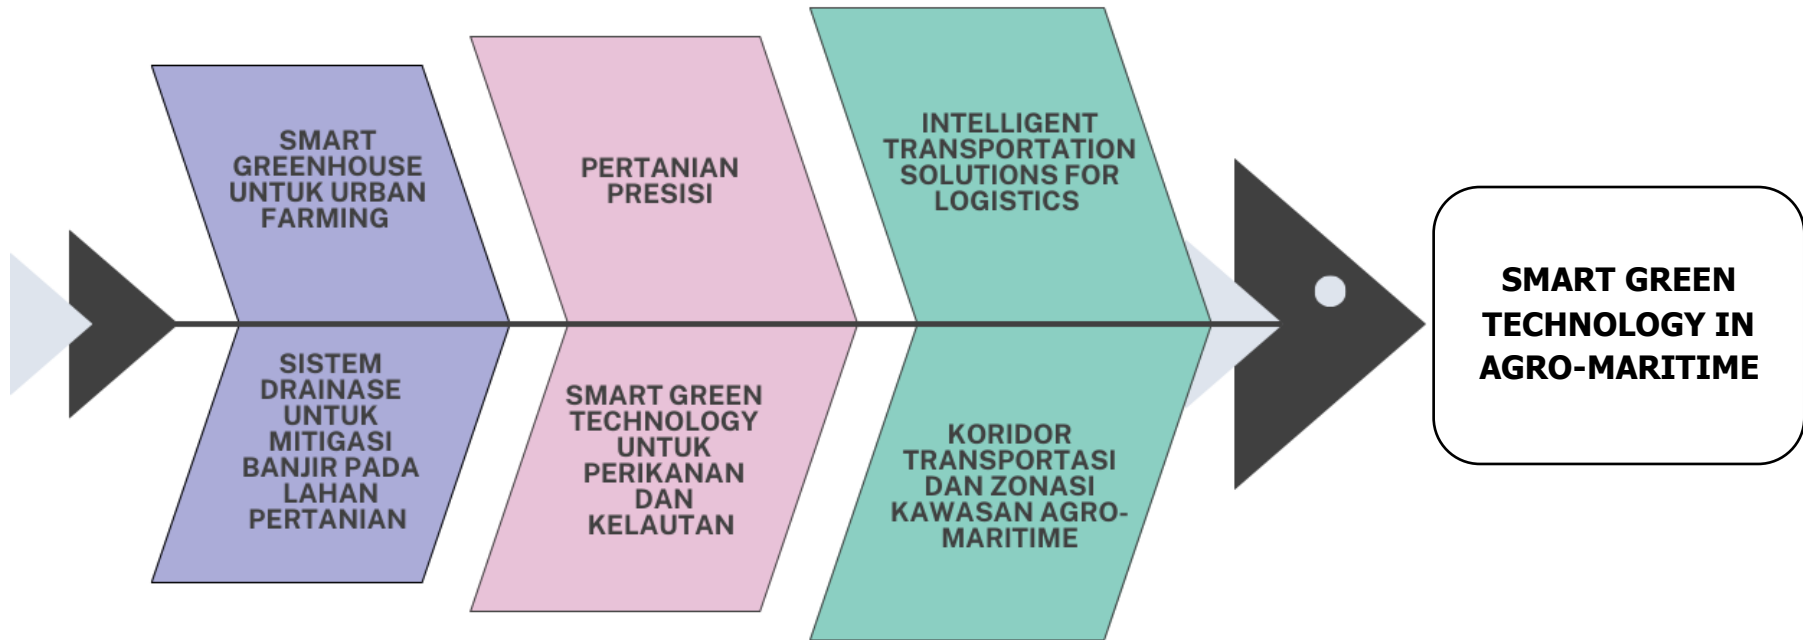 SMART
GREENHOUSE
UNTUK URBAN
FARMING
PERTANIAN
PRESISI
INTELLIGENT
TRANSPORTATION
SOLUTIONS FOR
LOGISTICS
SISTEM
DRAINASE
UNTUK
MITIGASI
BANJIR PADA
LAHAN
PERTANIAN
SMART GREEN
TECHNOLOGY
UNTUK
PERIKANAN
DAN
KELAUTAN
KORIDOR
TRANSPORTASI
DAN ZONASI
KAWASAN AGRO-
MARITIME
SMART GREEN
TECHNOLOGY IN
AGRO-MARITIME